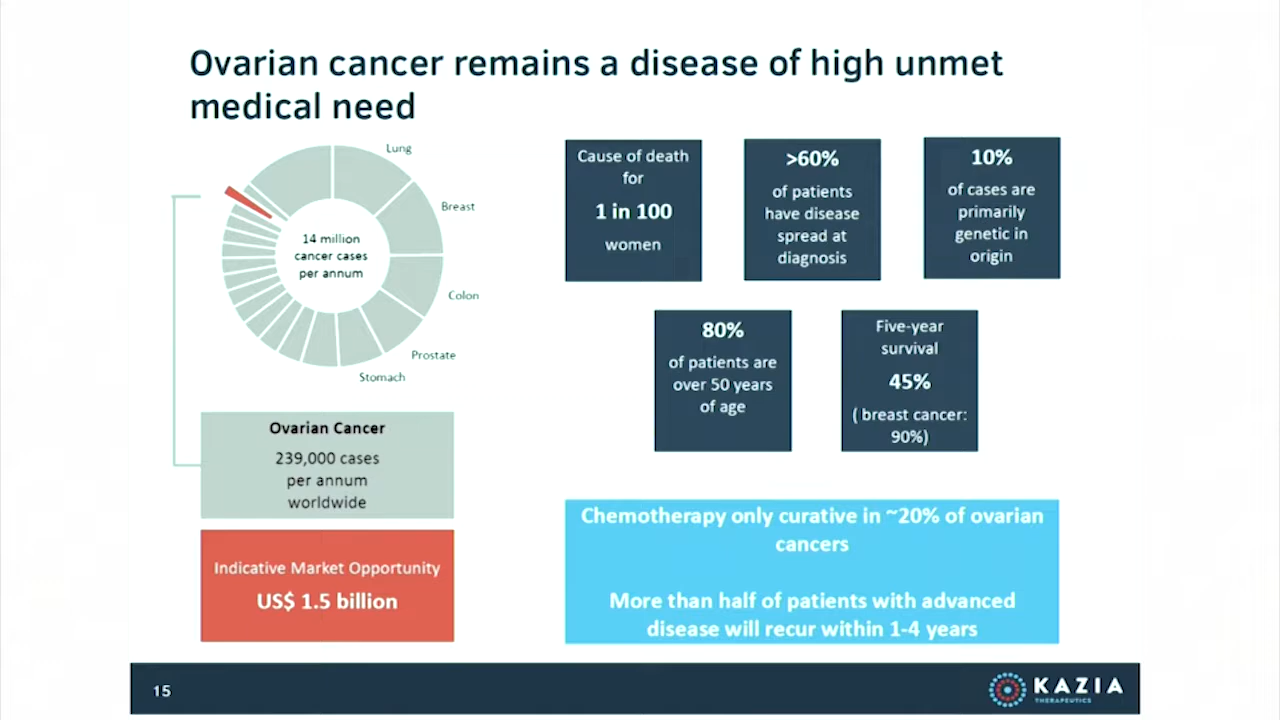 Ovarian cancer remains a disease of high unmet
medical need
Lung
Breast
Colon
Prostate
Stomach
14 million
cancer cases
per annum
Ovarian Cancer
239,000 cases
per annum
worldwide
Indicative Market Opportunity
US$ 1.5 billion
Cause of death
for
1 in 100
women
>60%
of patients
have disease
spread at
diagnosis
10%
of cases are
primarily
genetic in
origin
80%
of patients are
over 50 years
of age
Five-year
survival
45%
( breast cancer:
90%)
Chemotherapy only curative in ~20% of ovarian
cancers
More than half of patients with advanced
disease will recur within 1-4 years
15
KAZIA
THERAPEUTICS